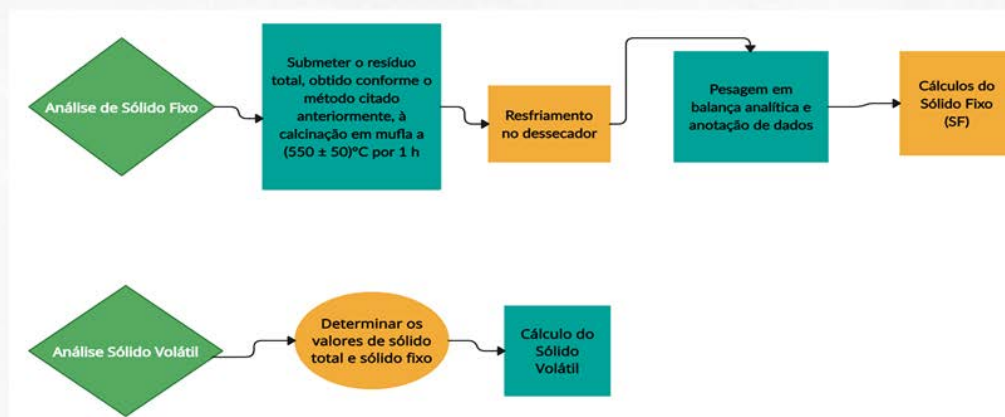 Análise de Sólido Fixo
Submeter o resíduo
total, obtido conforme o
método citado
anteriormente, à
calcinação em mufla a
(550 ± 50)ºC por 1 h
Resfriamento
no dessecador
Pesagem em
balança analítica e
anotação de dados
Cálculos do
Sólido Fixo
(SF)
Análise Sólido Volátil
Determinar os
valores de sólido
total e sólido fixo
Cálculo do
Sólido
Volátil